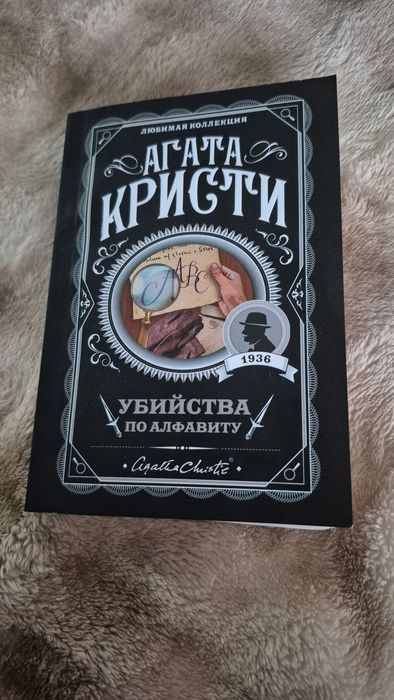 ЛЮБИМАЯ КОЛЛЕКЦИЯ
АГАТА
КРИСТИ
ABC
1936
УБИЙСТВА
ПО АЛФАВИТУ
Agatha Christie®